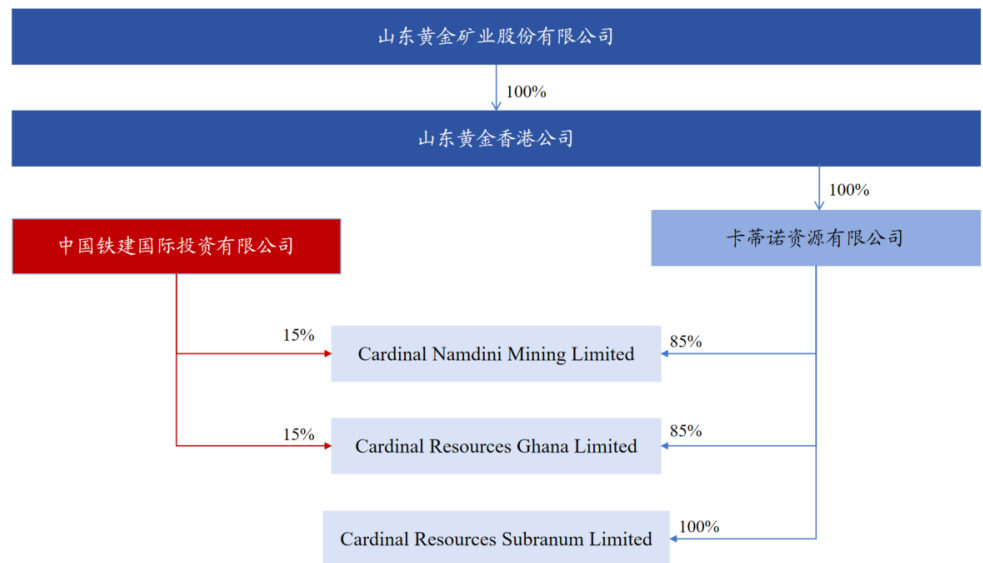 山东黄金矿业股份有限公司
100%
山东黄金香港公司
100%
中国铁建国际投资有限公司
卡蒂诺资源有限公司
15%
Cardinal Namdini Mining Limited
85%
15%
Cardinal Resources Ghana Limited
85%
Cardinal Resources Subranum Limited
100%